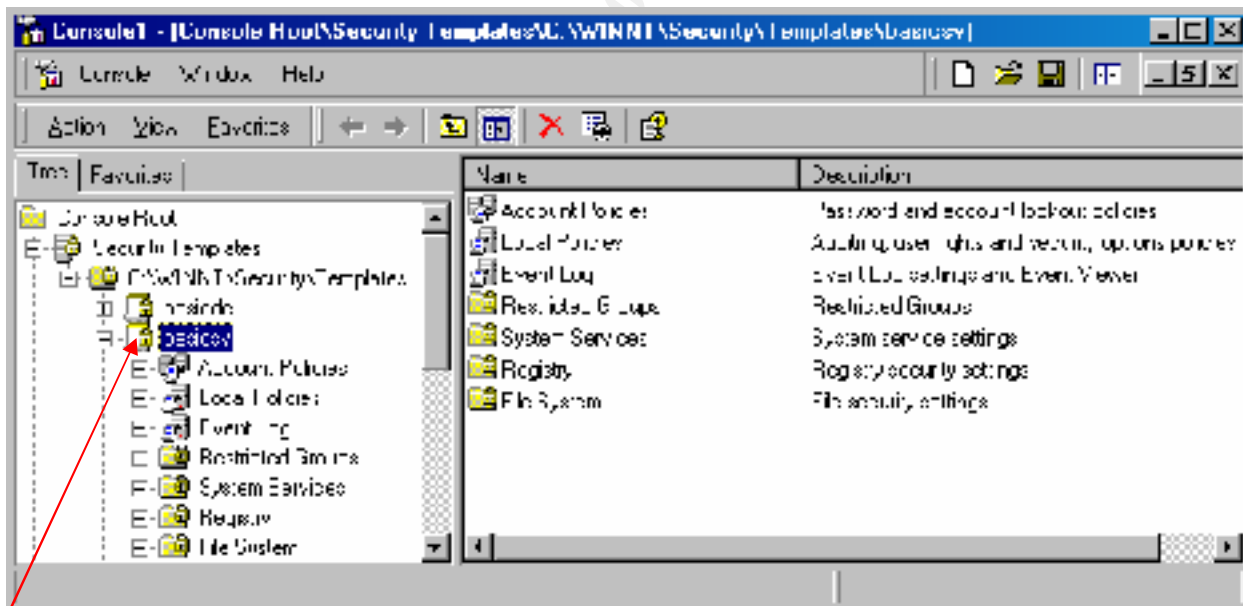 Console1 - [Console Root\Security Templates\C:\WINNT\Security\Templates\basicsv]
Console Window Help
Action View Favorites
Tree Favorites
Name Description
Console Root
Security Templates
C:\WINNT\Security\Templates
basicdc
basicsv
Account Policies
Local Policies
Event Log
Restricted Groups
System Services
Registry
File System
Account Policies Password and account lockout policies
Local Policies Auditing, user rights and security options policies
Event Log Event Log settings and Event Viewer
Restricted Groups Restricted Groups
System Services System service settings
Registry Registry security settings
File System File security settings